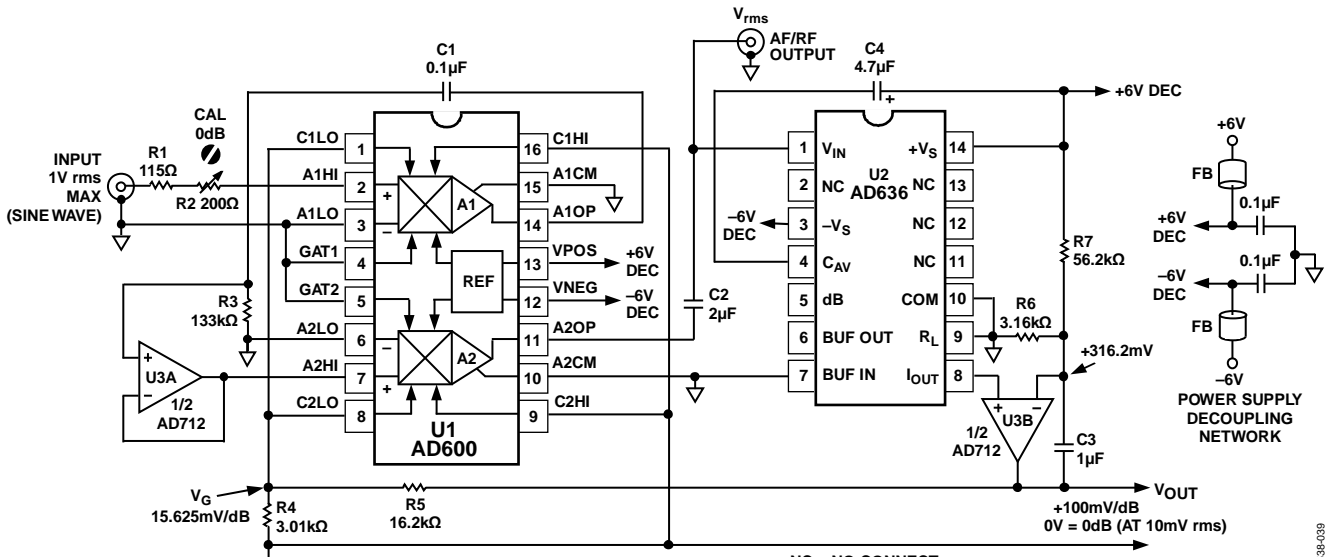 C1
0.1µF
CAL
0dB
INPUT
1V rms
MAX
(SINE WAVE)
R1
115Ω
R2 200Ω
R3
133kΩ
U3A
+
–
1/2
AD712
C1LO
A1HI
A1LO
GAT1
GAT2
A2LO
A2HI
C2LO
1
2
3
4
5
6
7
8
+
–
–
+
A1
REF
A2
U1
AD600
16
15
14
13
12
11
10
9
C1HI
A1CM
A1OP
VPOS
VNEG
A2OP
A2CM
C2HI
+6V
DEC
–6V
DEC
VG
15.625mV/dB
R4
3.01kΩ
R5
16.2kΩ
Vrms
AF/RF
OUTPUT
C2
2µF
C4
4.7µF
+
+6V DEC
–6V
DEC
1
2
3
4
5
6
7
VIN
NC
–VS
CAV
dB
BUF OUT
BUF IN
U2
AD636
+VS
NC
NC
NC
COM
RL
IOUT
14
13
12
11
10
9
8
R7
56.2kΩ
R6
3.16kΩ
+316.2mV
+
–
U3B
1/2
AD712
C3
1µF
VOUT
+100mV/dB
0V = 0dB (AT 10mV rms)
+6V
FB
0.1µF
+6V
DEC
–6V
DEC
0.1µF
FB
–6V
POWER SUPPLY
DECOUPLING
NETWORK
NC = NO CONNECT
38-039